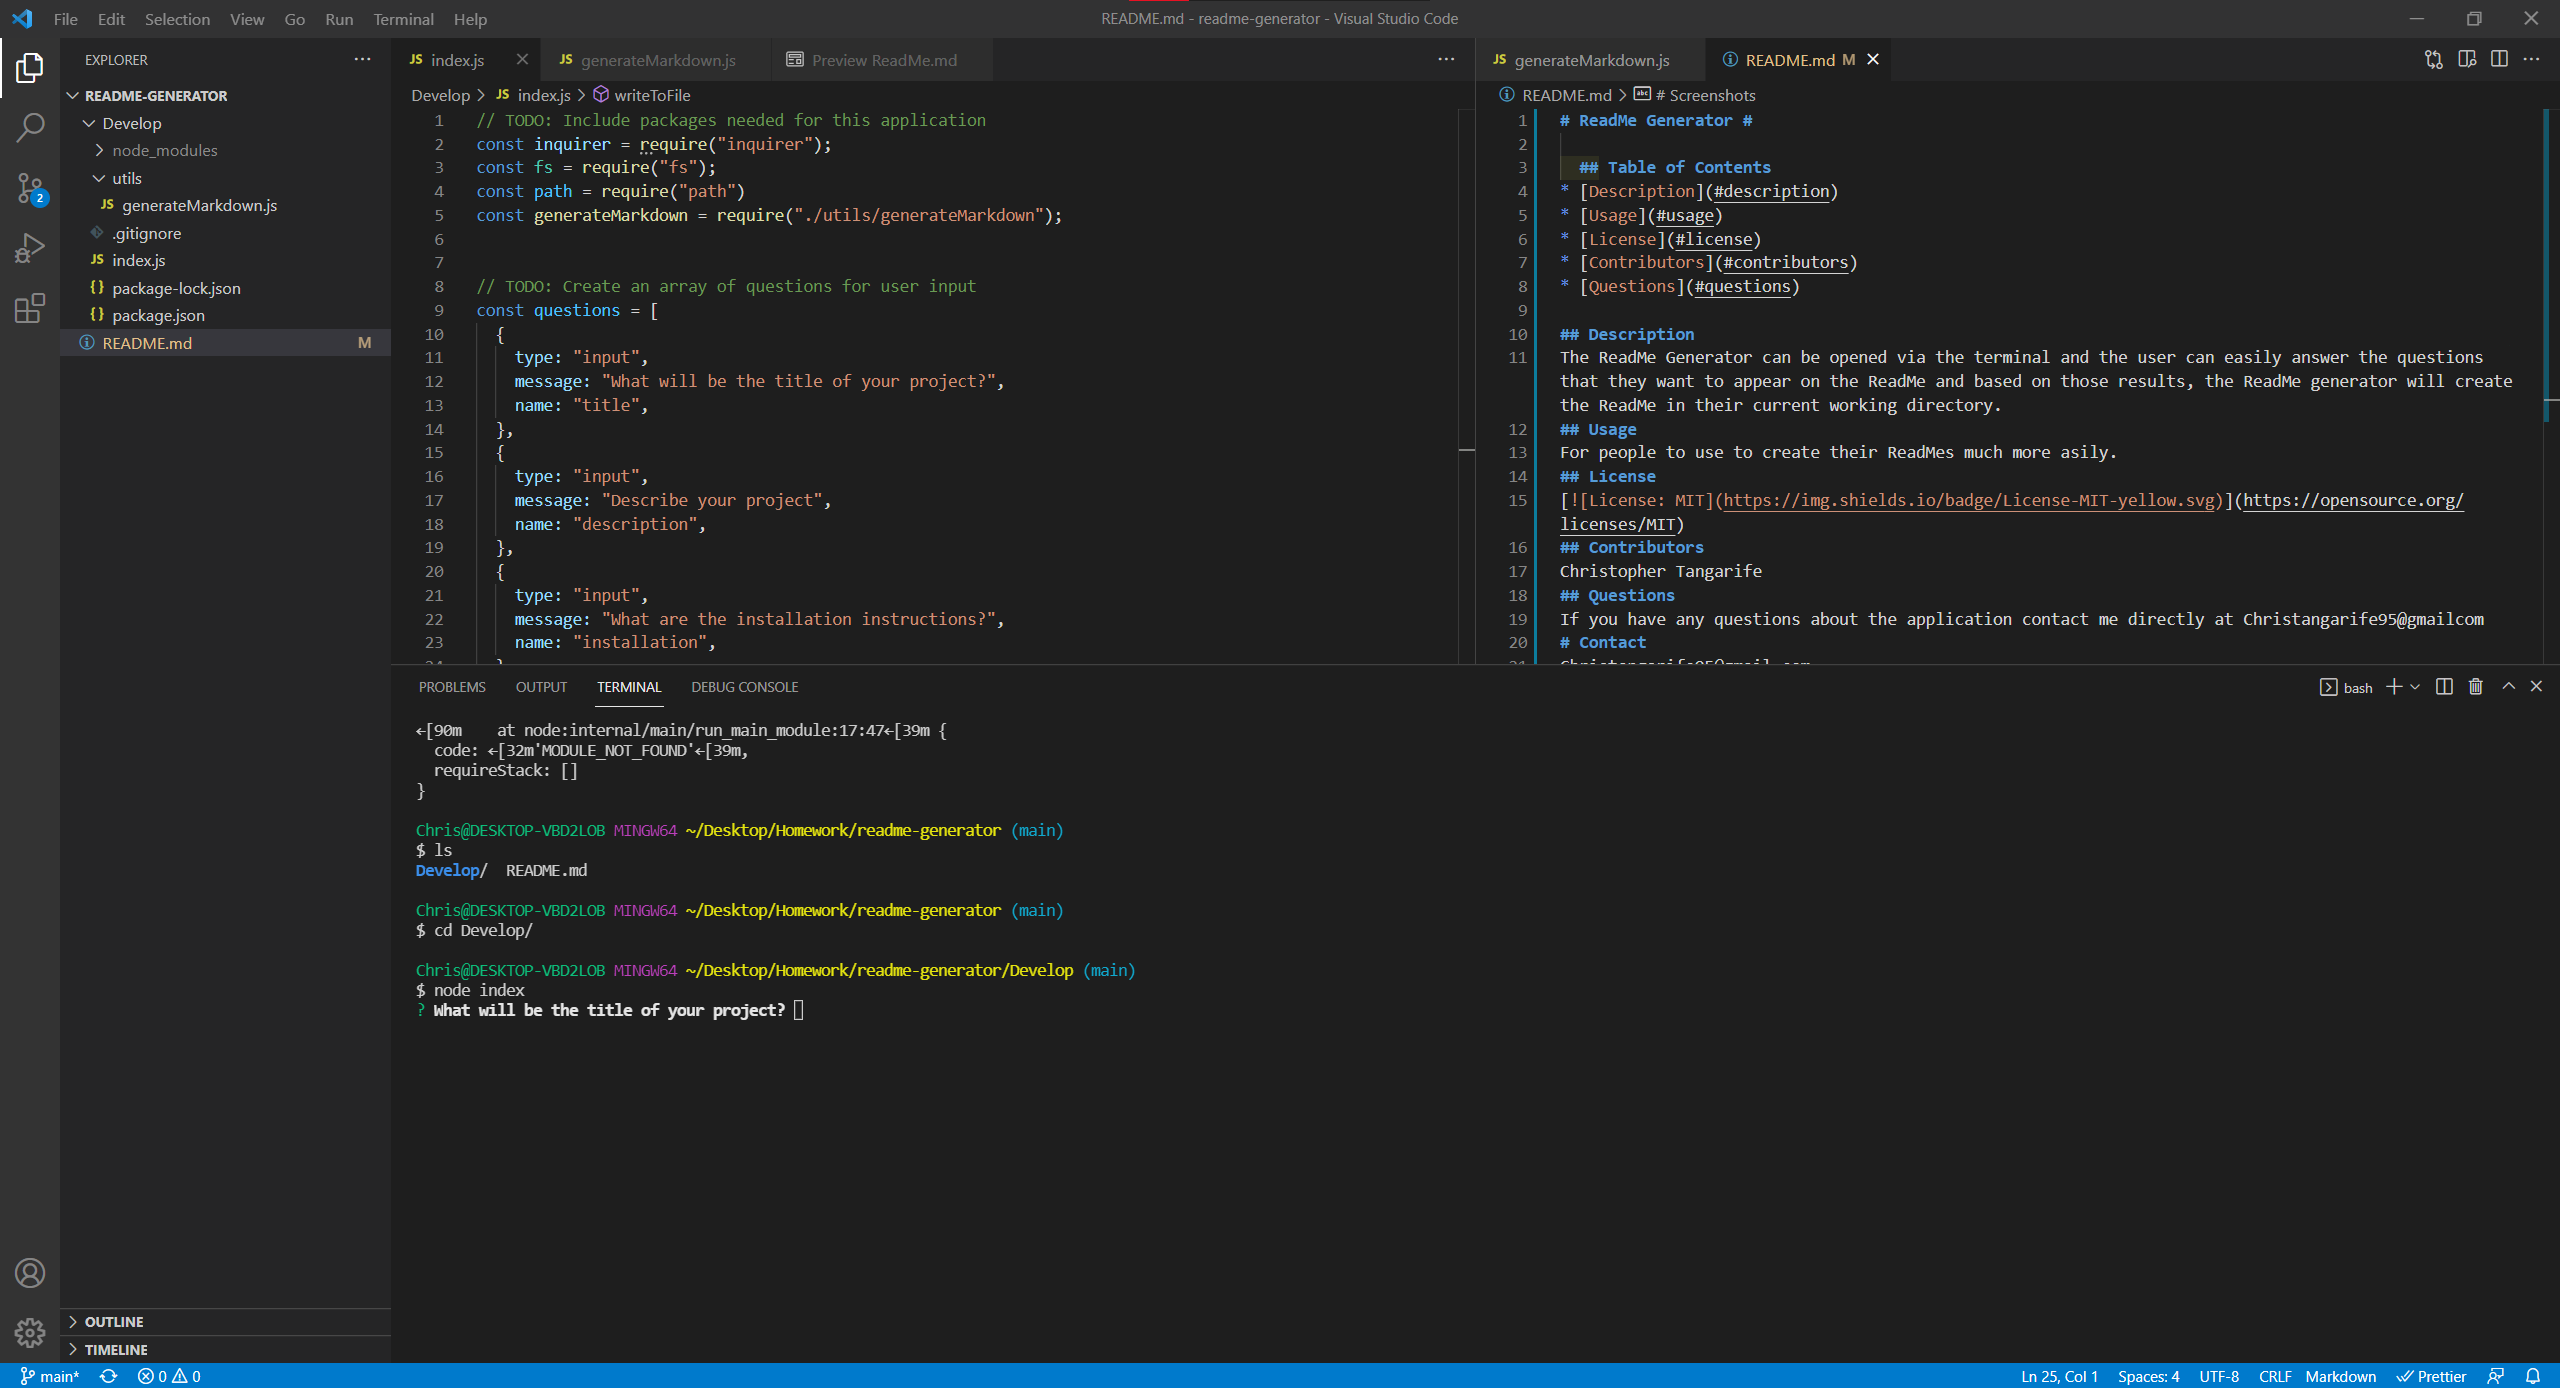 File Edit Selection View Go Run Terminal Help
README.md - readme-generator - Visual Studio Code
EXPLORER
README-GENERATOR
Develop
node_modules
utils
JS generateMarkdown.js
.gitignore
JS index.js
{} package-lock.json
{} package.json
README.md M
OUTLINE
TIMELINE
2
JS index.js
JS generateMarkdown.js
Preview ReadMe.md
Develop > JS index.js > writeToFile
1 // TODO: Include packages needed for this application
2 const inquirer = require("inquirer");
3 const fs = require("fs");
4 const path = require("path")
5 const generateMarkdown = require("./utils/generateMarkdown");
6
7
8 // TODO: Create an array of questions for user input
9 const questions = [
10 {
11 type: "input",
12 message: "What will be the title of your project?",
13 name: "title",
14 },
15 {
16 type: "input",
17 message: "Describe your project",
18 name: "description",
19 },
20 {
21 type: "input",
22 message: "What are the installation instructions?",
23 name: "installation",
JS generateMarkdown.js
README.md M
README.md > # Screenshots
1 # ReadMe Generator #
2
3 ## Table of Contents
4 * [Description](#description)
5 * [Usage](#usage)
6 * [License](#license)
7 * [Contributors](#contributors)
8 * [Questions](#questions)
9
10 ## Description
11 The ReadMe Generator can be opened via the terminal and the user can easily answer the questions
that they want to appear on the ReadMe and based on those results, the ReadMe generator will create
the ReadMe in their current working directory.
12 ## Usage
13 For people to use to create their ReadMes much more asily.
14 ## License
15 [![License: MIT](https://img.shields.io/badge/License-MIT-yellow.svg)](https://opensource.org/
licenses/MIT)
16 ## Contributors
17 Christopher Tangarife
18 ## Questions
19 If you have any questions about the application contact me directly at Christangarife95@gmailcom
20 # Contact
PROBLEMS OUTPUT TERMINAL DEBUG CONSOLE
bash
←[90m    at node:internal/main/run_main_module:17:47←[39m {
code: ←[32m'MODULE_NOT_FOUND'←[39m,
requireStack: []
}
Chris@DESKTOP-VBD2LOB MINGW64 ~/Desktop/Homework/readme-generator (main)
$ ls
Develop/  README.md
Chris@DESKTOP-VBD2LOB MINGW64 ~/Desktop/Homework/readme-generator (main)
$ cd Develop/
Chris@DESKTOP-VBD2LOB MINGW64 ~/Desktop/Homework/readme-generator/Develop (main)
$ node index
? What will be the title of your project?
main* 0 0
Ln 25, Col 1 Spaces: 4 UTF-8 CRLF Markdown Prettier